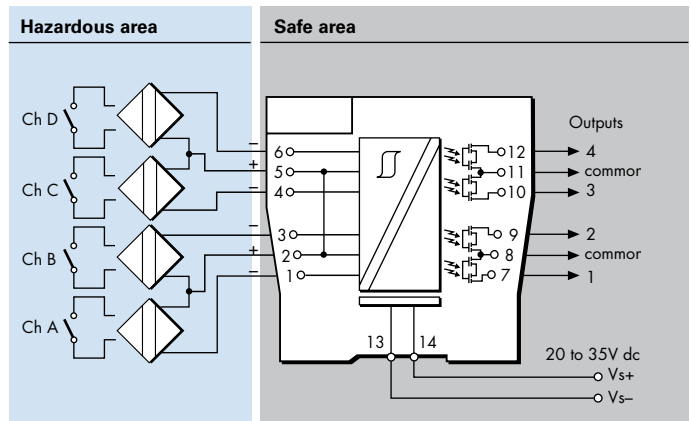 Hazardous area
Safe area
Ch D
Ch C
Ch B
Ch A
–
6
+
5
–
4
–
3
+
2
–
1
12
11
10
9
8
7
13
14
Outputs
4
commor
3
2
commor
1
20 to 35V dc
Vs+
Vs–